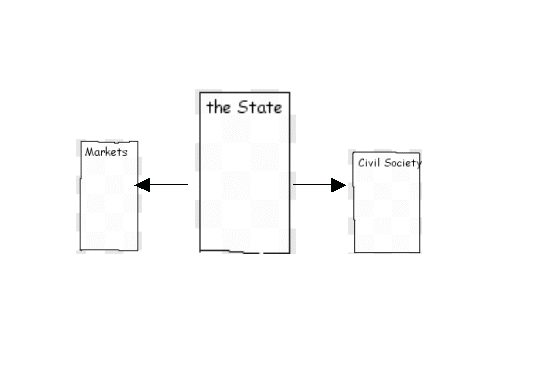 Markets
the State
Civil Society